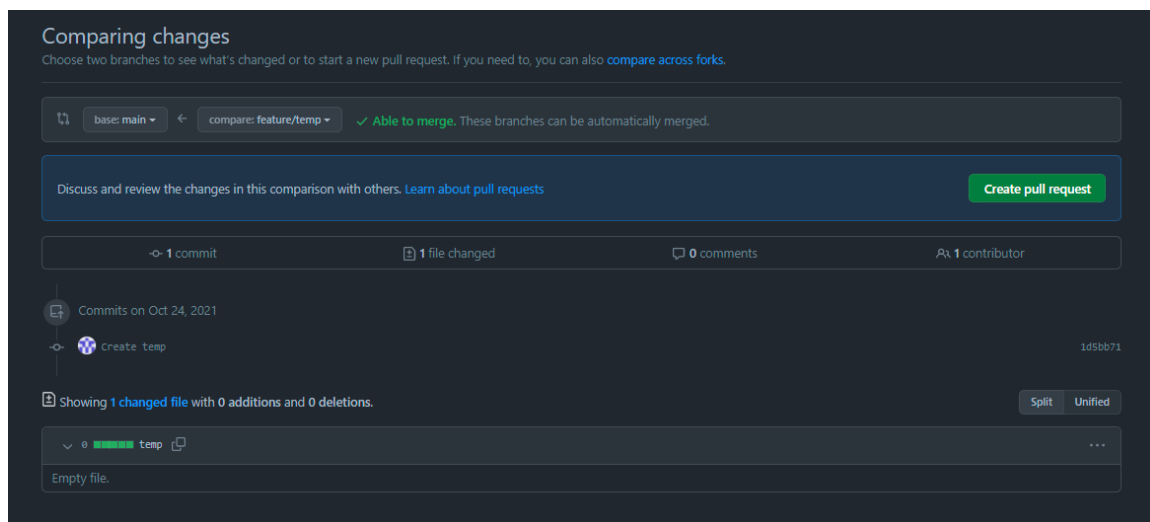 Comparing changes
Choose two branches to see what's changed or to start a new pull request. If you need to, you can also compare across forks.
base: main compare: feature/temp Able to merge. These branches can be automatically merged.
Discuss and review the changes in this comparison with others. Learn about pull requests Create pull request
1 commit 1 file changed 0 comments 1 contributor
Commits on Oct 24, 2021
Create temp 1d5bb71
Showing 1 changed file with 0 additions and 0 deletions. Split Unified
0 temp ...
Empty file.